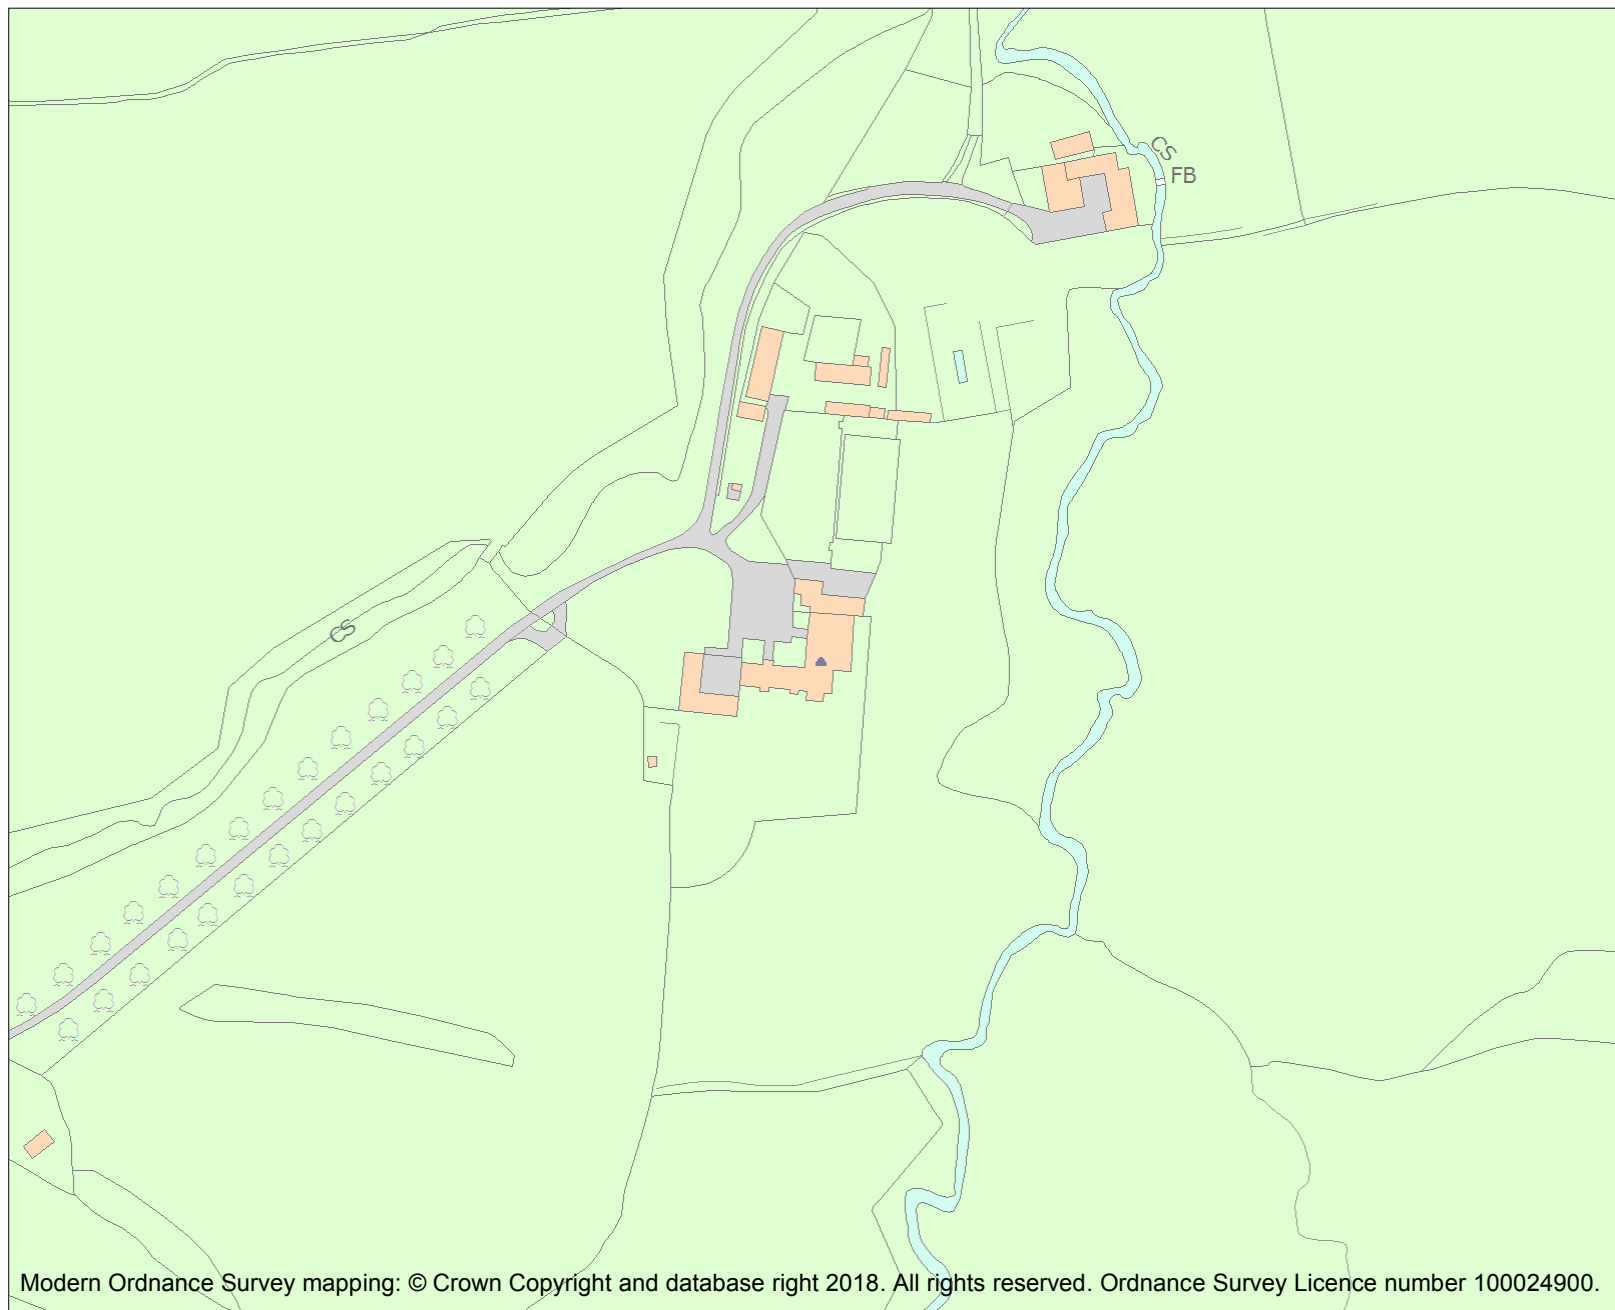 CS
FB
CS
Modern Ordnance Survey mapping: © Crown Copyright and database right 2018. All rights reserved. Ordnance Survey Licence number 100024900.